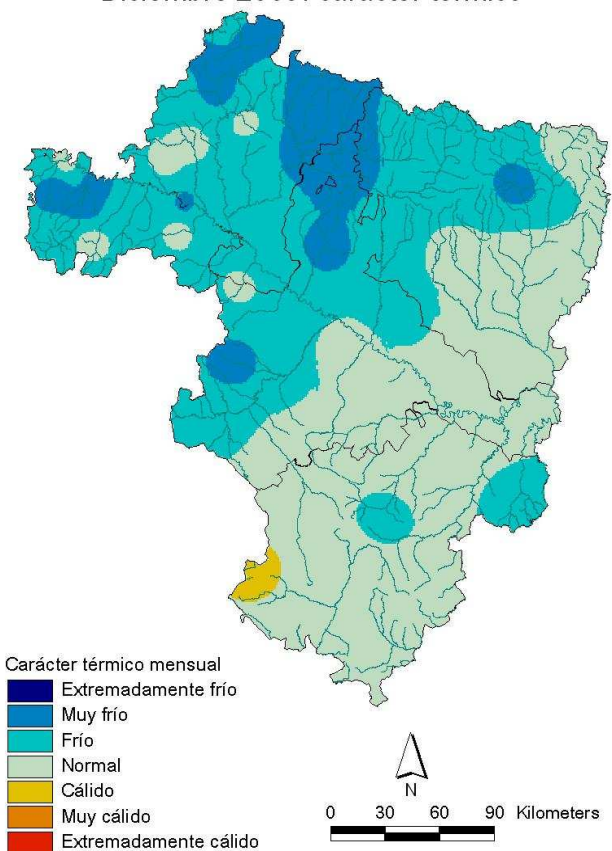 Carácter térmico mensual
Extremadamente frío
Muy frío
Frío
Normal
Cálido
Muy cálido
Extremadamente cálido
N
0 30 60 90 Kilometers